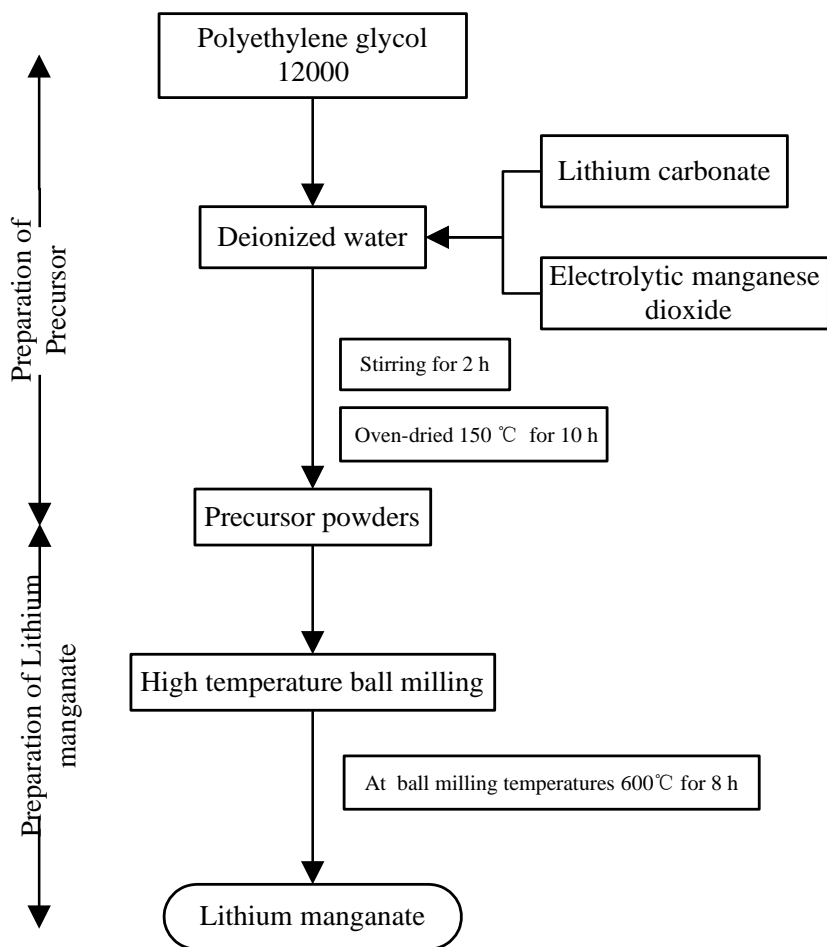 Polyethylene glycol
12000
Lithium carbonate
Deionized water
Electrolytic manganese
dioxide
Preparation of
Precursor
Stirring for 2 h
Oven-dried 150 ℃ for 10 h
Precursor powders
High temperature ball milling
Preparation of Lithium
manganate
At ball milling temperatures 600℃ for 8 h
Lithium manganate